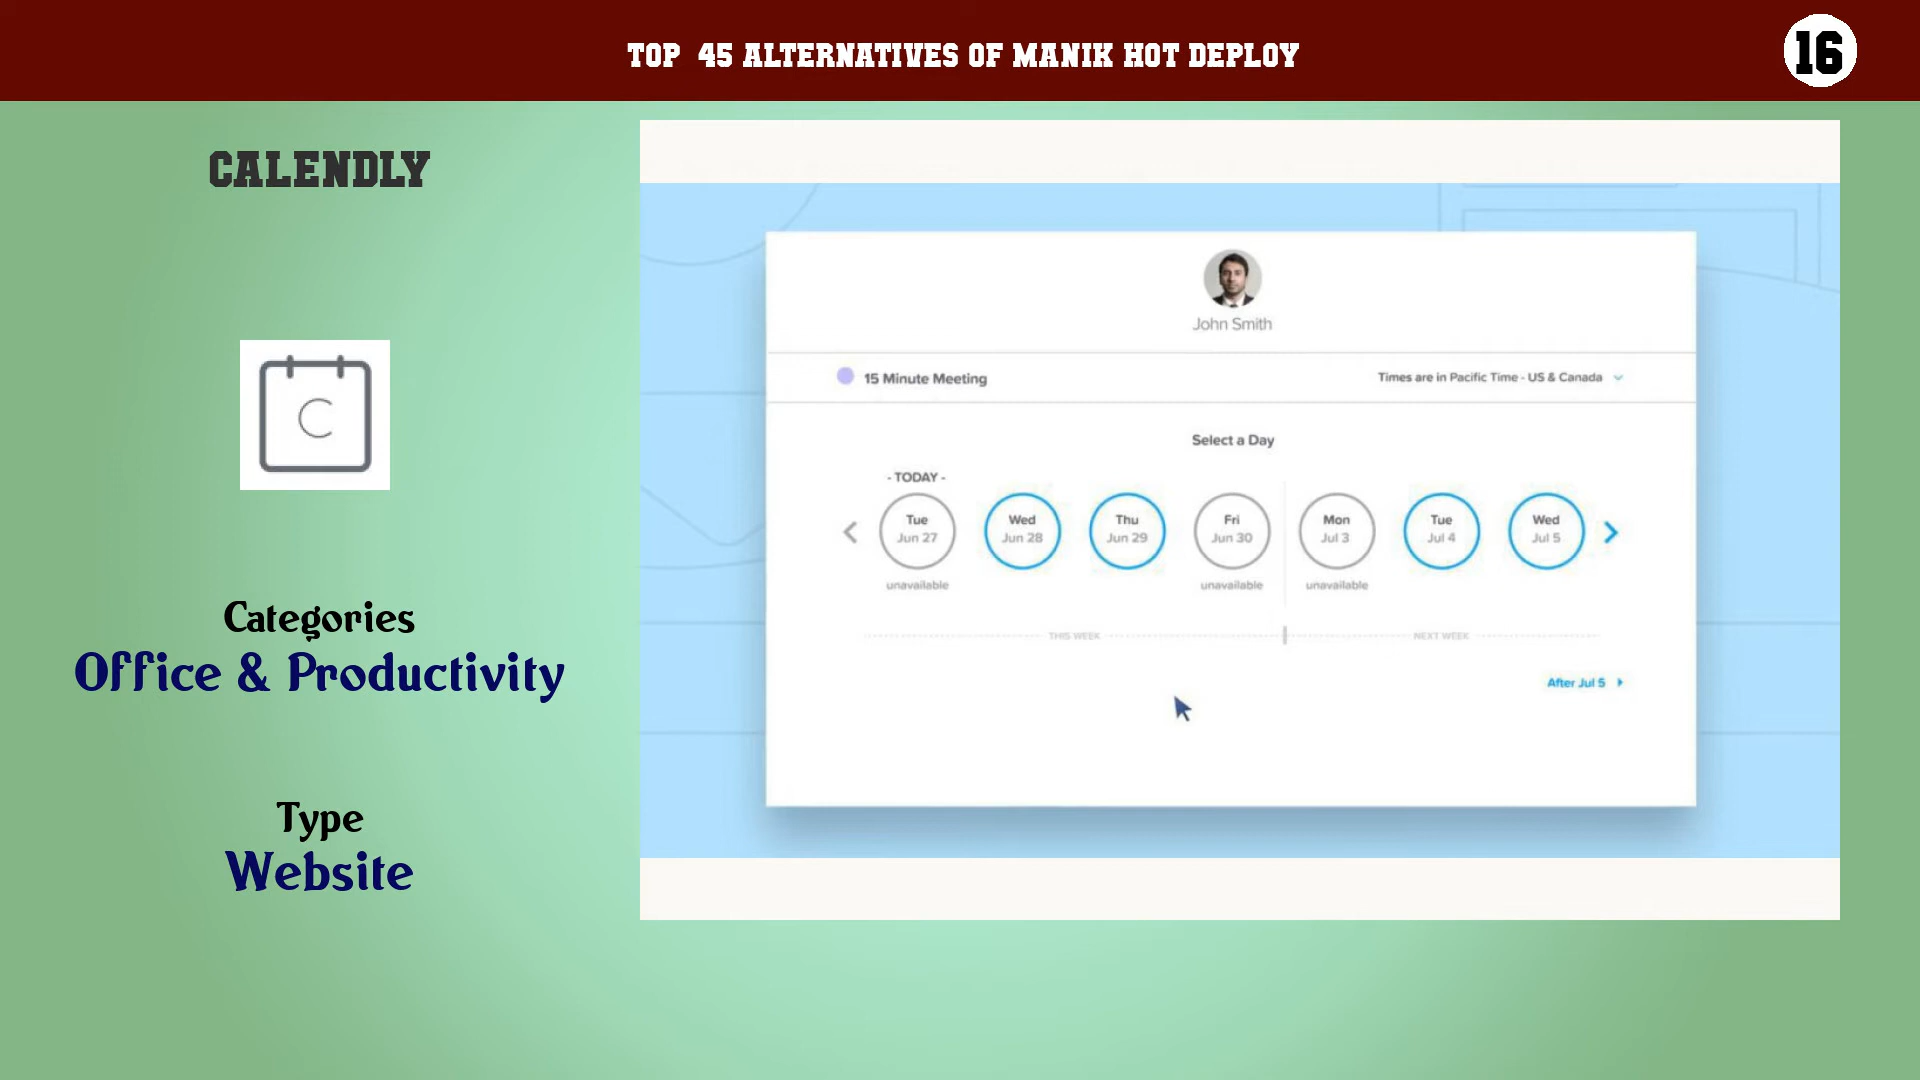 TOP 45 ALTERNATIVES OF MANIK HOT DEPLOY
16
CALENDLY
C
Categories
Office & Productivity
Type
Website
John Smith
15 Minute Meeting
Times are in Pacific Time - US & Canada
Select a Day
- TODAY -
Tue Wed Thu Fri Mon Tue Wed
Jun 27 Jun 28 Jun 29 Jun 30 Jul 3 Jul 4 Jul 5
unavailable unavailable unavailable
THIS WEEK NEXT WEEK
After Jul 5